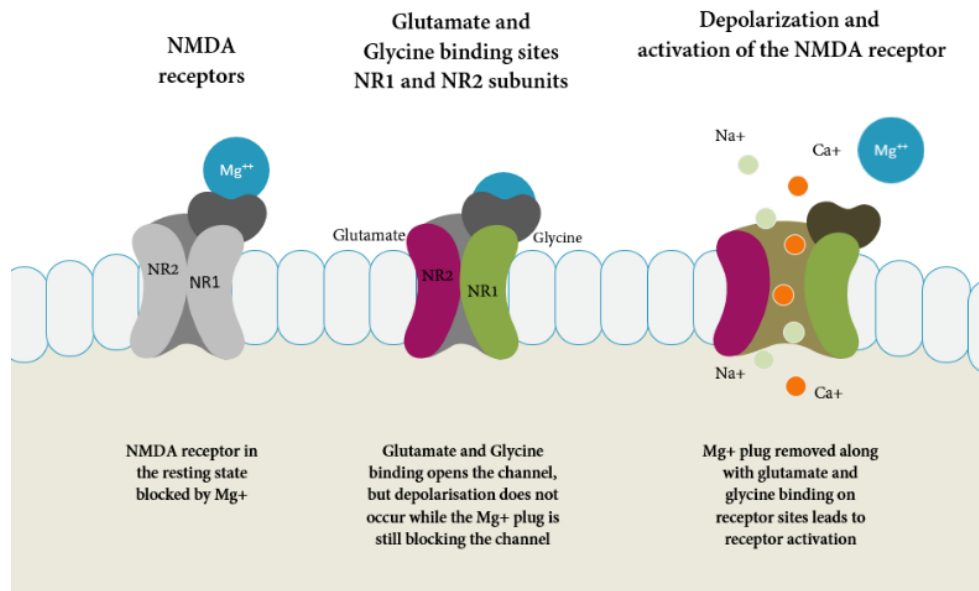 NMDA
receptors
Mg++
NR2
NR1
NMDA receptor in
the resting state
blocked by Mg+
Glutamate and
Glycine binding sites
NR1 and NR2 subunits
Glutamate
Glycine
NR2
NR1
Glutamate and Glycine
binding opens the channel,
but depolarisation does not
occur while the Mg+ plug is
still blocking the channel
Depolarization and
activation of the NMDA receptor
Na+
Ca+
Mg++
Na+
Ca+
Mg+ plug removed along
with glutamate and
glycine binding on
receptor sites leads to
receptor activation